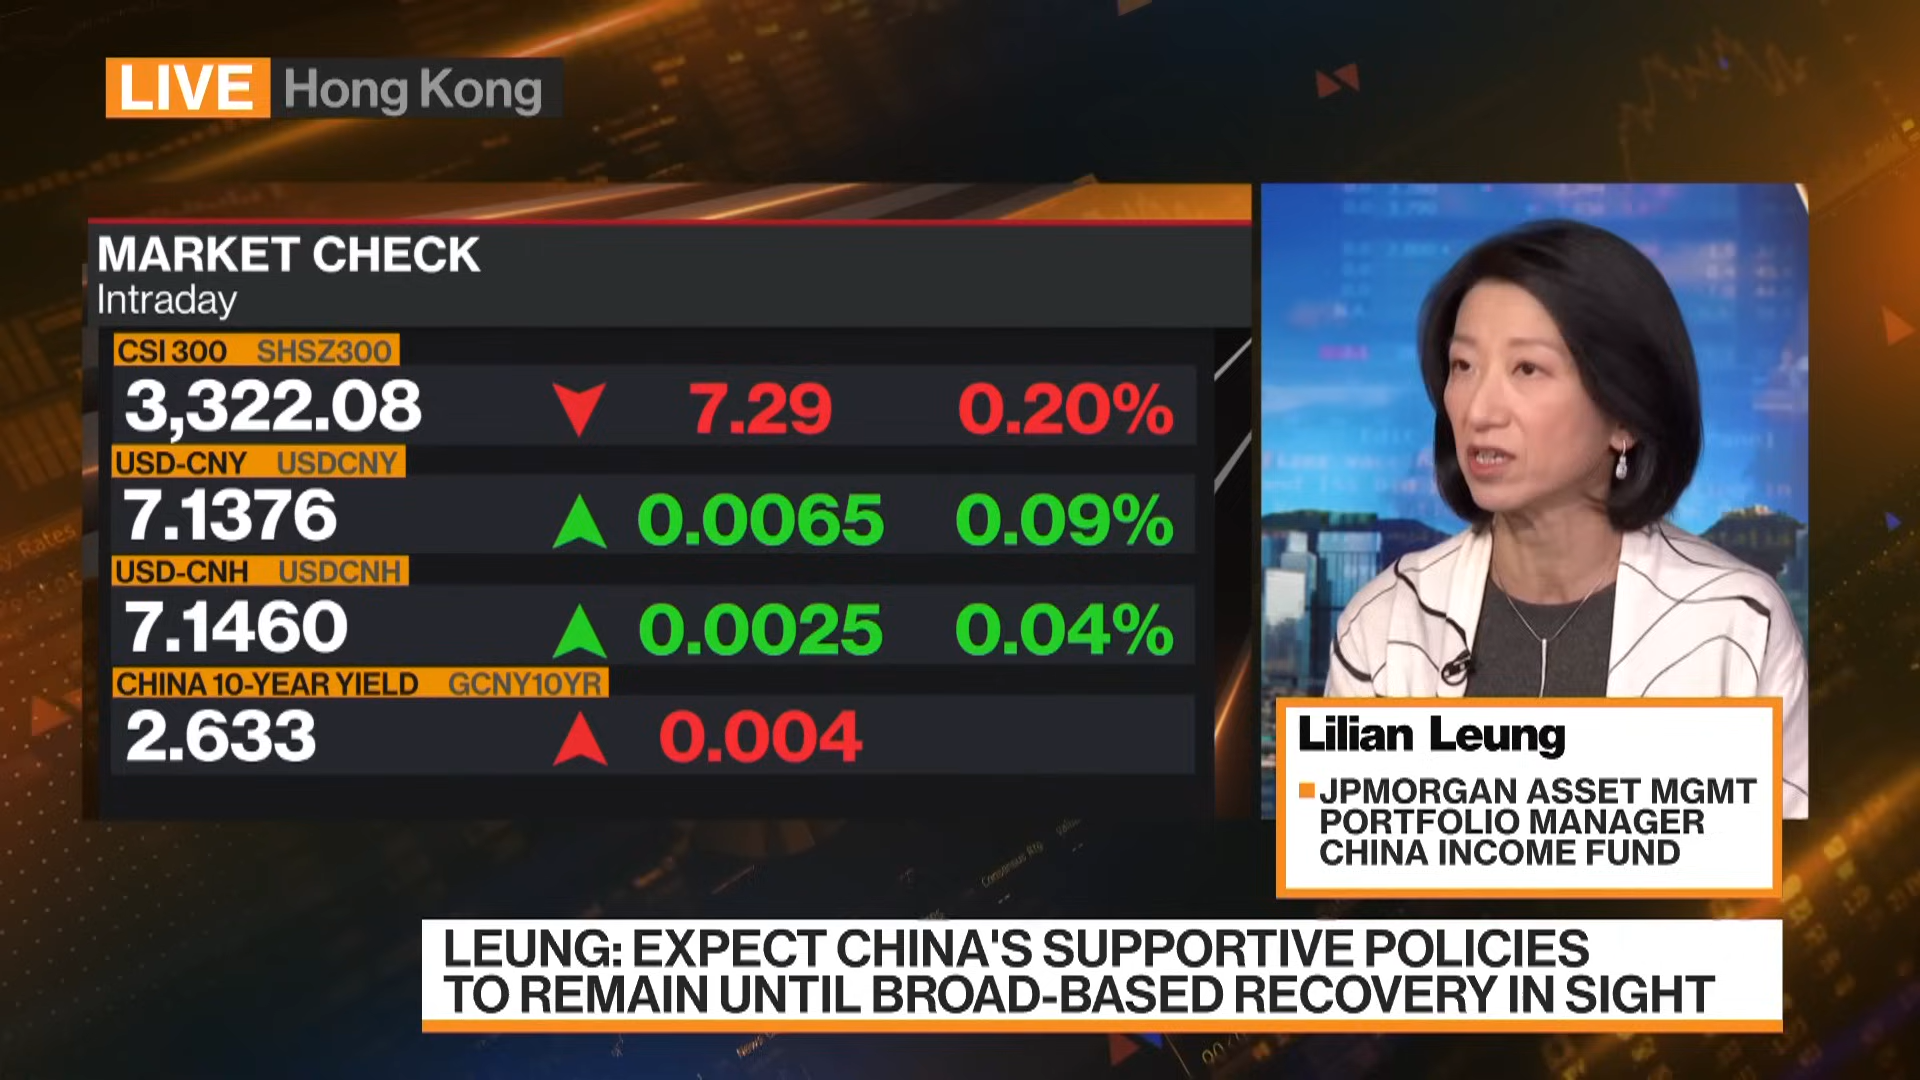 LIVE Hong Kong
MARKET CHECK
Intraday
CSI 300 SHSZ300
3,322.08 7.29 0.20%
USD-CNY USDCNY
7.1376 0.0065 0.09%
USD-CNH USDCNH
7.1460 0.0025 0.04%
CHINA 10-YEAR YIELD GCNY10YR
2.633 0.004
Lilian Leung
JPMORGAN ASSET MGMT
PORTFOLIO MANAGER
CHINA INCOME FUND
LEUNG: EXPECT CHINA'S SUPPORTIVE POLICIES
TO REMAIN UNTIL BROAD-BASED RECOVERY IN SIGHT